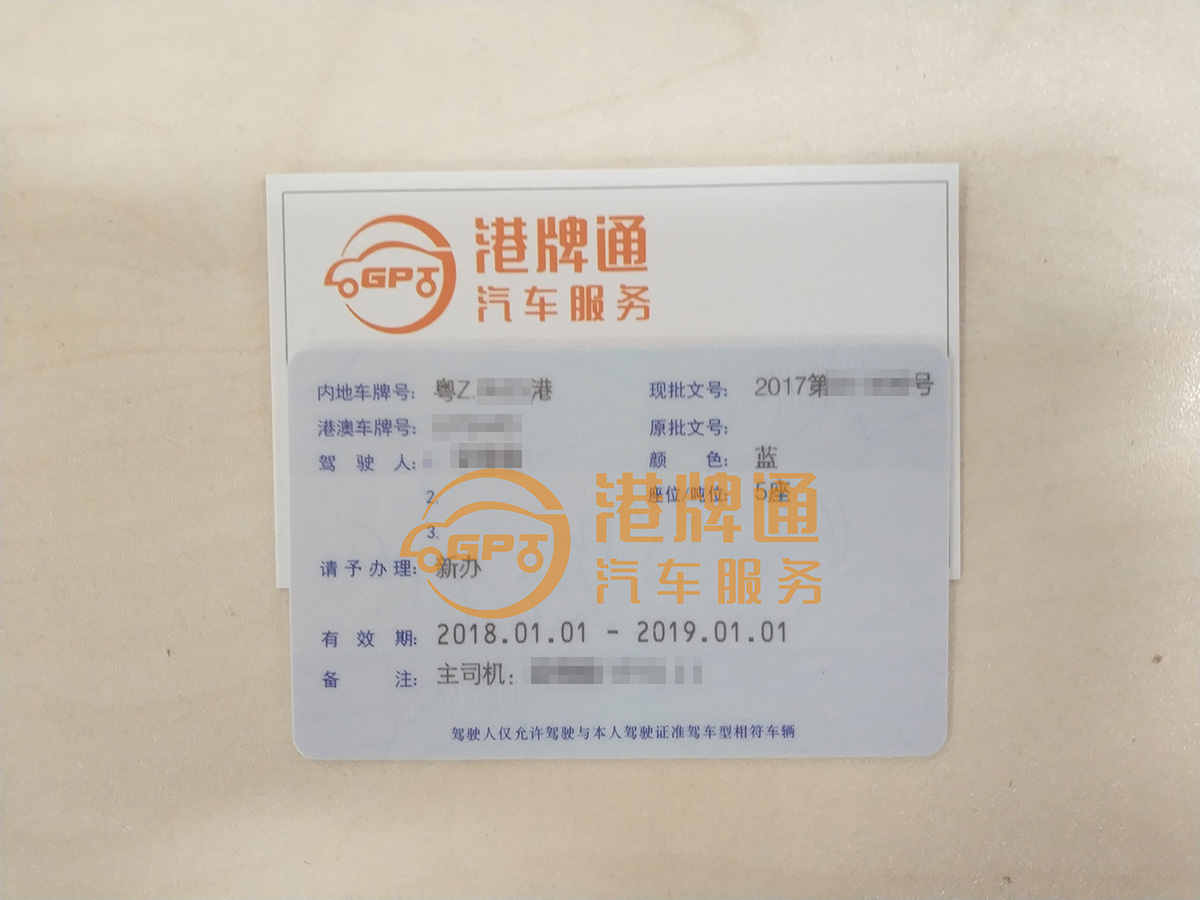 GPT
港牌通
汽车服务
内地车牌号: 粤Z 港 现批文号: 2017第 号
港澳车牌号: 原批文号:
驾驶人: 颜色: 蓝
2. 座位/吨位: 5座
3.
GPT
港牌通
汽车服务
请予办理: 新办
有效期: 2018.01.01 - 2019.01.01
备注: 主司机:
驾驶人仅允许驾驶与本人驾驶证准驾车型相符车辆